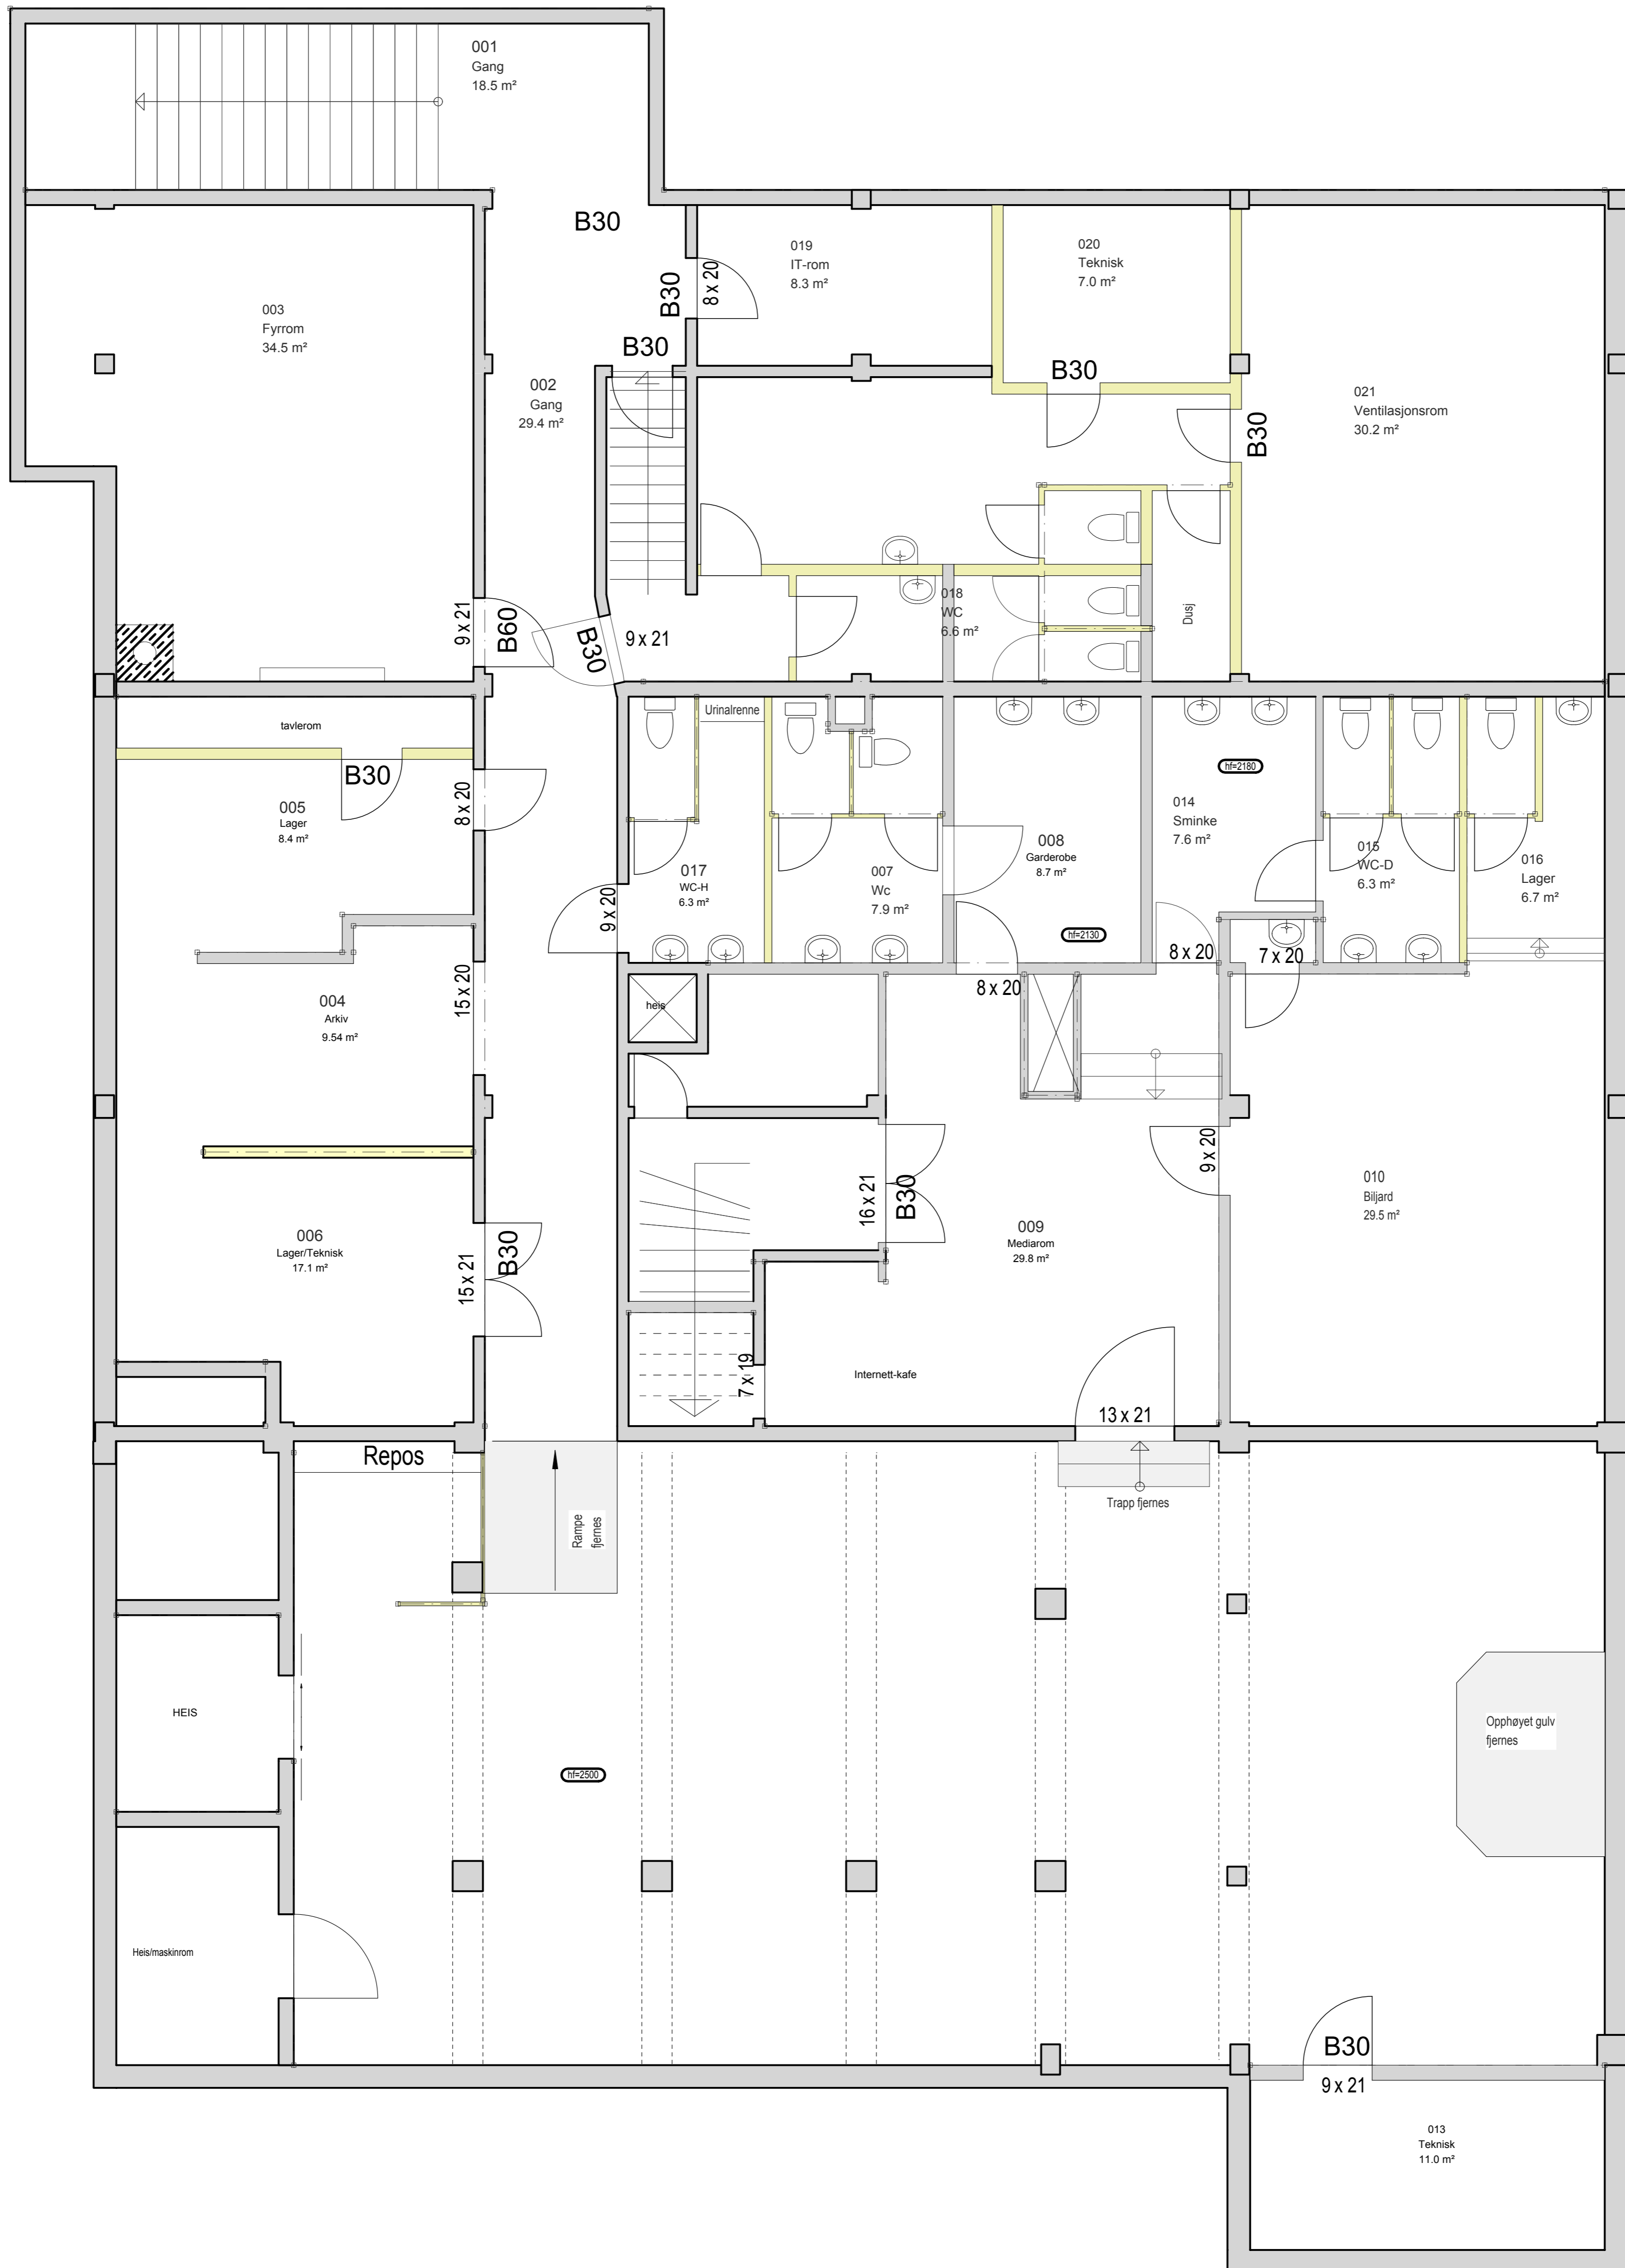 001
Gang
18.5 m²
B30
019
IT-rom
8.3 m²
020
Teknisk
7.0 m²
B30
8 x 20
003
Fyrrom
34.5 m²
B30
B30
002
Gang
29.4 m²
021
Ventilasjonsrom
30.2 m²
B30
018
WC
6.6 m²
Dusj
9 x 21
B60
B30
9 x 21
tavlerom
Urinalrenne
B30
hf=2180
005
Lager
8.4 m²
8 x 20
014
Sminke
7.6 m²
008
Garderobe
8.7 m²
015
WC-D
6.3 m²
016
Lager
6.7 m²
017
WC-H
6.3 m²
007
Wc
7.9 m²
9 x 20
hf=2130
8 x 20
7 x 20
8 x 20
15 x 20
004
Arkiv
9.54 m²
heis
9 x 20
16 x 21
B30
010
Biljard
29.5 m²
009
Mediarom
29.8 m²
006
Lager/Teknisk
17.1 m²
15 x 21
B30
7 x 19
Internett-kafe
13 x 21
Repos
Trapp fjernes
Rampe
fjernes
HEIS
Opphøyet gulv
fjernes
hf=2500
Heis/maskinrom
B30
9 x 21
013
Teknisk
11.0 m²